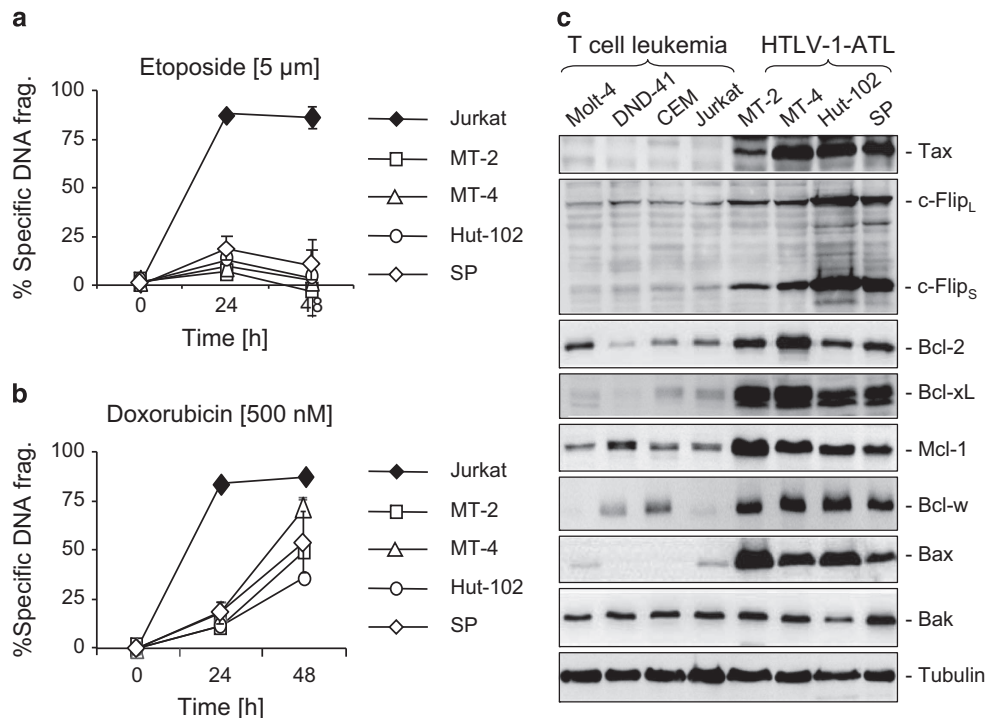 a
Etoposide [5 µm]
% Specific DNA frag.
100
75
50
25
0
0
24
48
Time [h]
Jurkat
MT-2
MT-4
Hut-102
SP
b
Doxorubicin [500 nM]
%Specific DNA frag.
100
75
50
25
0
0
24
48
Time [h]
Jurkat
MT-2
MT-4
Hut-102
SP
c
T cell leukemia
HTLV-1-ATL
Molt-4
DND-41
CEM
Jurkat
MT-2
MT-4
Hut-102
SP
- Tax
- c-FlipL
- c-FlipS
- Bcl-2
- Bcl-xL
- Mcl-1
- Bcl-w
- Bax
- Bak
- Tubulin